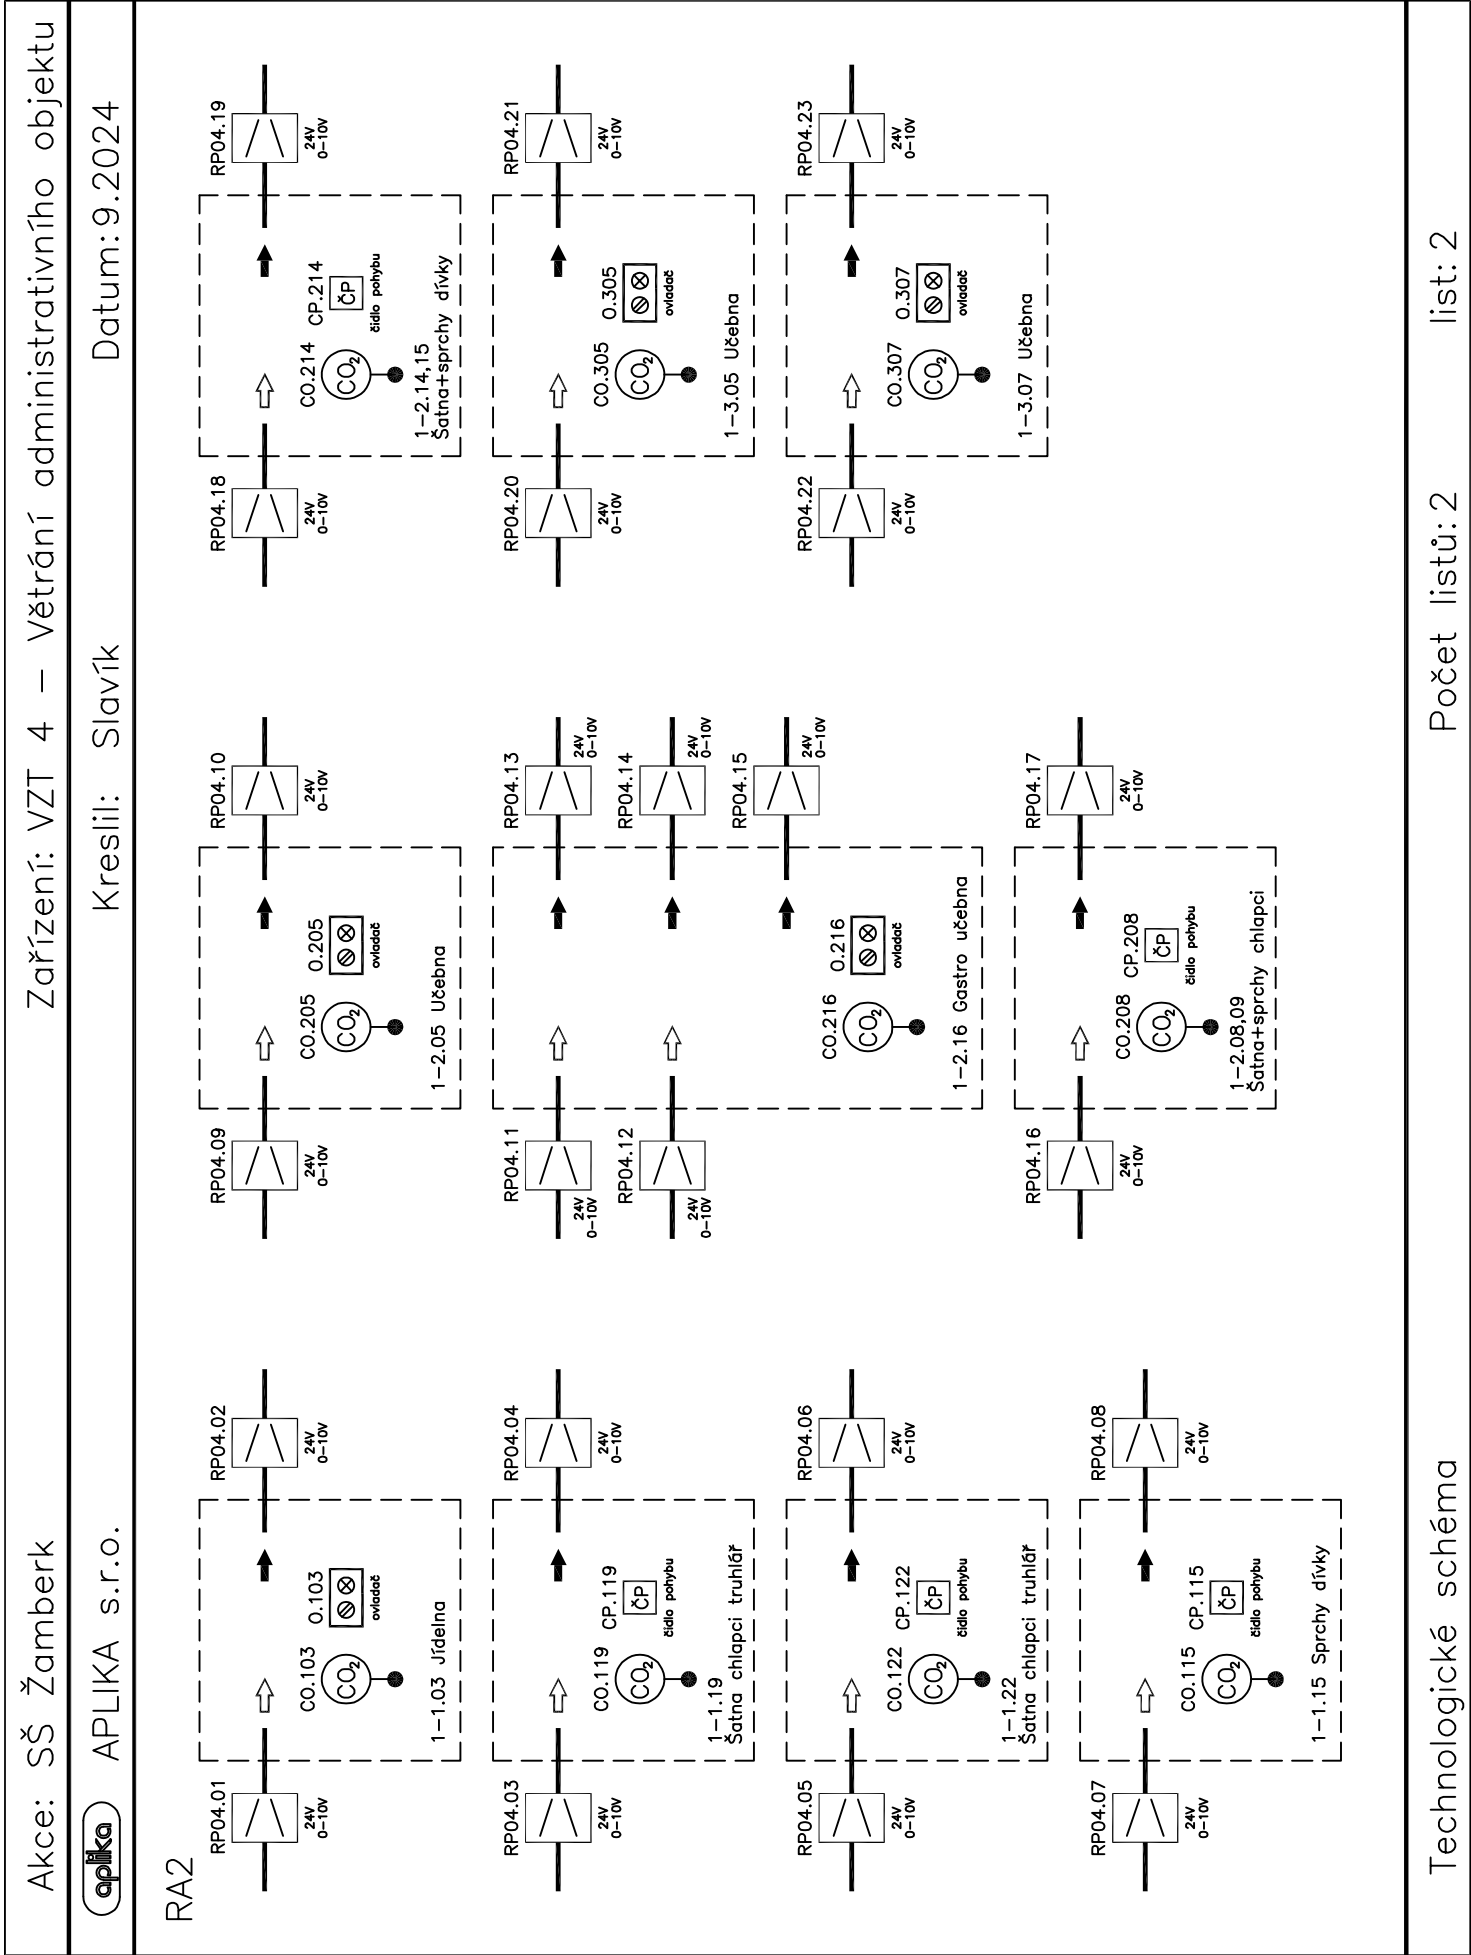 Akce: SŠ Žamberk
Zařízení: VZT 4 – Větrání administrativního objektu
aplika
APLIKA s.r.o.
Kreslil: Slavík
Datum: 9.2024
RA2
RP04.01
24V
0-10V
CO.103
CO2
O.103
ovladač
1-1.03 Jídelna
RP04.02
24V
0-10V
RP04.03
24V
0-10V
CO.119
CO2
CP.119
ČP
čidlo pohybu
1-1.19
Šatna chlapci truhlář
RP04.04
24V
0-10V
RP04.05
24V
0-10V
CO.122
CO2
CP.122
ČP
čidlo pohybu
1-1.22
Šatna chlapci truhlář
RP04.06
24V
0-10V
RP04.07
24V
0-10V
CO.115
CO2
CP.115
ČP
čidlo pohybu
1-1.15 Sprchy dívky
RP04.08
24V
0-10V
RP04.09
24V
0-10V
CO.205
CO2
O.205
ovladač
1-2.05 Učebna
RP04.10
24V
0-10V
RP04.11
24V
0-10V
RP04.12
24V
0-10V
CO.216
CO2
O.216
ovladač
1-2.16 Gastro učebna
RP04.13
24V
0-10V
RP04.14
24V
0-10V
RP04.15
24V
0-10V
RP04.16
24V
0-10V
CO.208
CO2
CP.208
ČP
čidlo pohybu
1-2.08,09
Šatna+sprchy chlapci
RP04.17
24V
0-10V
RP04.18
24V
0-10V
CO.214
CO2
CP.214
ČP
čidlo pohybu
1-2.14,15
Šatna+sprchy dívky
RP04.19
24V
0-10V
RP04.20
24V
0-10V
CO.305
CO2
O.305
ovladač
1-3.05 Učebna
RP04.21
24V
0-10V
RP04.22
24V
0-10V
CO.307
CO2
O.307
ovladač
1-3.07 Učebna
RP04.23
24V
0-10V
Technologické schéma
Počet listů: 2
list: 2